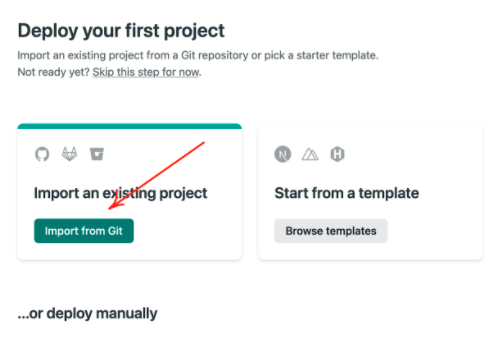 Deploy your first project
Import an existing project from a Git repository or pick a starter template.
Not ready yet? Skip this step for now.
Import an existing project
Start from a template
Import from Git
Browse templates
...or deploy manually